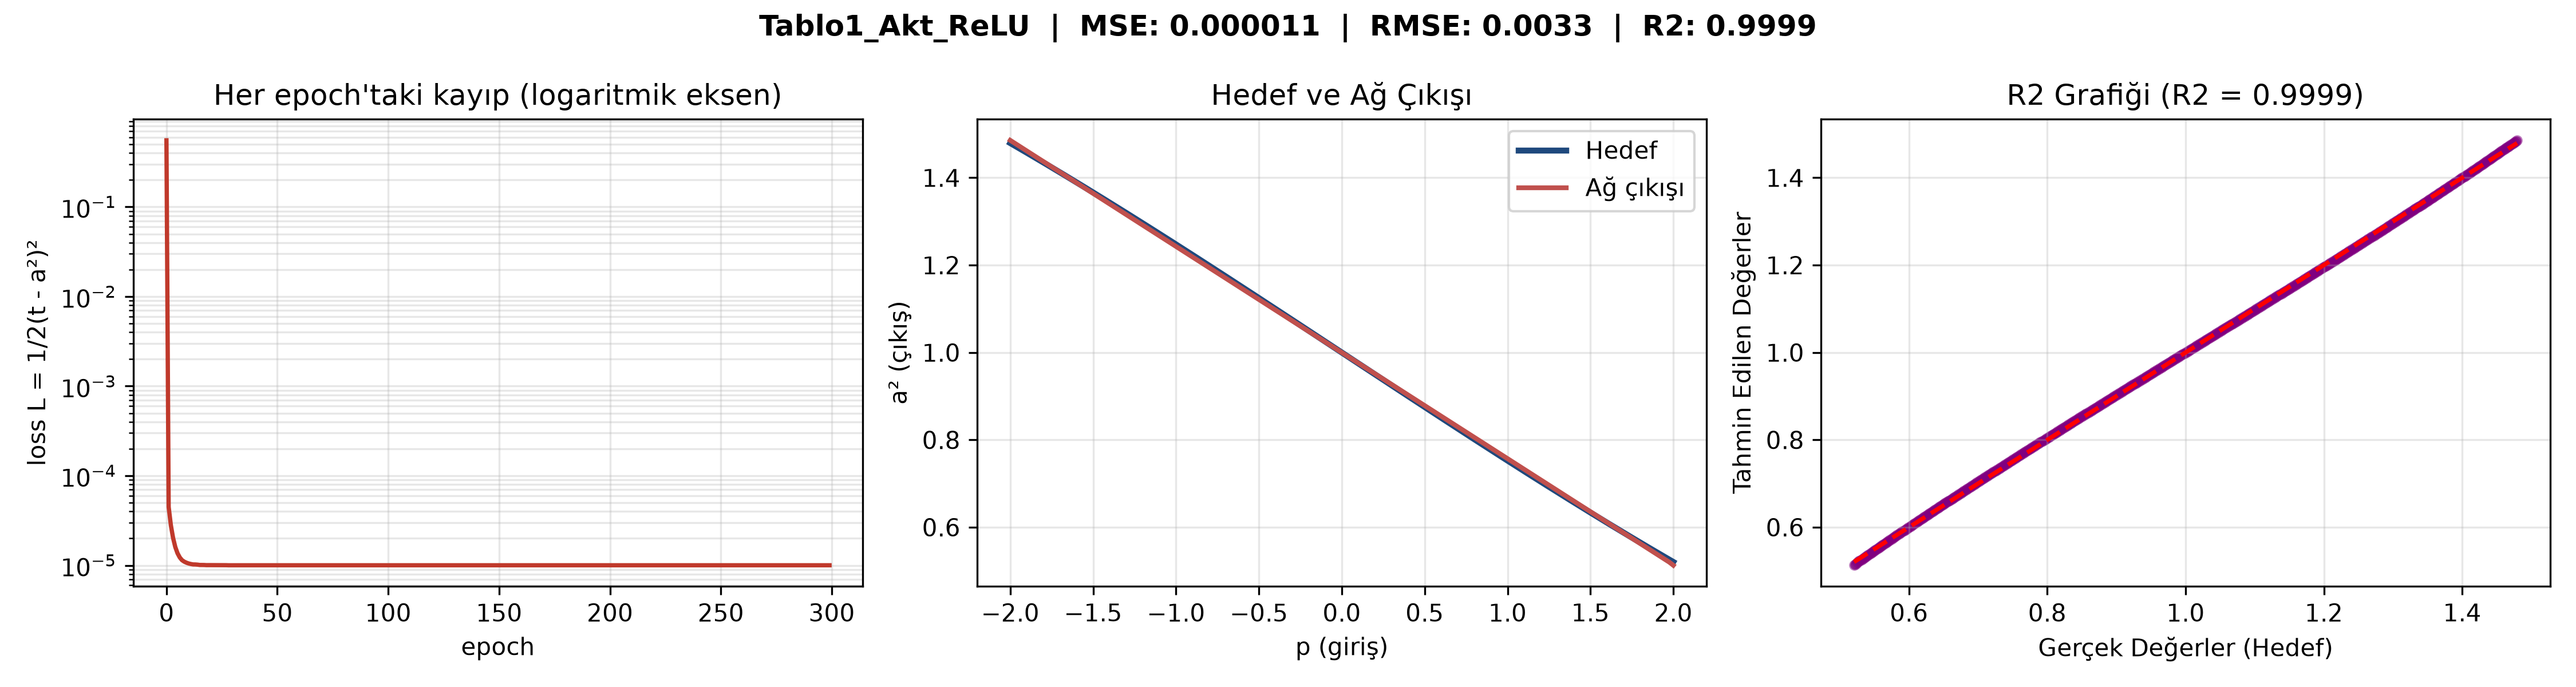 Tablo1_Akt_ReLU | MSE: 0.000011 | RMSE: 0.0033 | R2: 0.9999
Her epoch'taki kayıp (logaritmik eksen)
loss L = 1/2(t - a²)²
10⁻¹
10⁻²
10⁻³
10⁻⁴
10⁻⁵
0 50 100 150 200 250 300
epoch
Hedef ve Ağ Çıkışı
Hedef
Ağ çıkışı
a² (çıkış)
1.4
1.2
1.0
0.8
0.6
−2.0 −1.5 −1.0 −0.5 0.0 0.5 1.0 1.5 2.0
p (giriş)
R2 Grafiği (R2 = 0.9999)
Tahmin Edilen Değerler
1.4
1.2
1.0
0.8
0.6
0.6 0.8 1.0 1.2 1.4
Gerçek Değerler (Hedef)